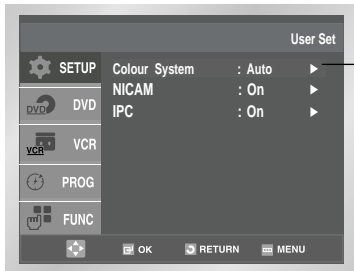 User Set
SETUP
Colour System : Auto ►
NICAM : On ►
IPC : On ►
DVD DVD
VCR VCR
PROG
FUNC
OK RETURN MENU